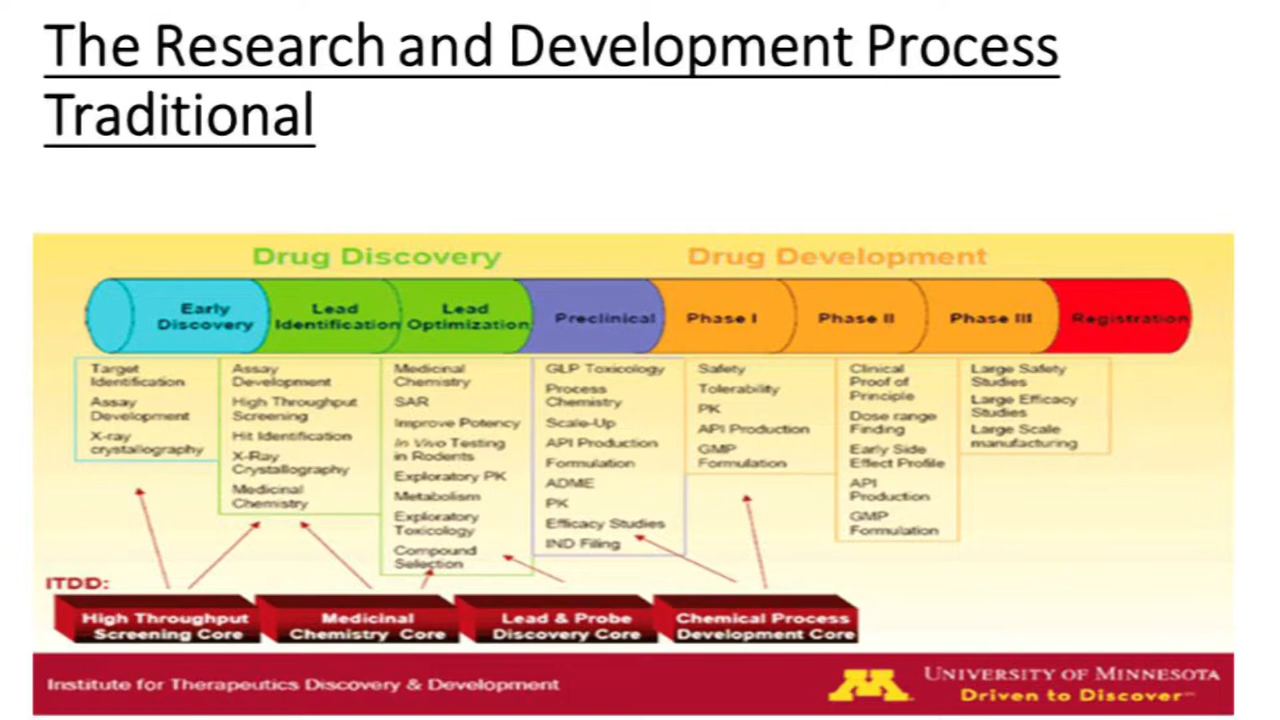 The Research and Development Process
Traditional
Drug Discovery
Drug Development
Early
Discovery
Lead
Identification
Lead
Optimization
Preclinical
Phase I
Phase II
Phase III
Registration
Target
Identification
Assay
Development
X-ray
crystallography
Assay
Development
High Throughput
Screening
Hit Identification
X-Ray
Crystallography
Medicinal
Chemistry
Medicinal
Chemistry
SAR
Improve Potency
In Vivo Testing
in Rodents
Exploratory PK
Metabolism
Exploratory
Toxicology
Compound
Selection
GLP Toxicology
Process
Chemistry
Scale-Up
API Production
Formulation
ADME
PK
Efficacy Studies
IND Filing
Safety
Tolerability
PK
API Production
GMP
Formulation
Clinical
Proof of
Principle
Dose range
Finding
Early Side
Effect Profile
API
Production
GMP
Formulation
Large Safety
Studies
Large Efficacy
Studies
Large Scale
manufacturing
ITDD:
High Throughput
Screening Core
Medicinal
Chemistry Core
Lead & Probe
Discovery Core
Chemical Process
Development Core
Institute for Therapeutics Discovery & Development
M
UNIVERSITY OF MINNESOTA
Driven to Discover℠